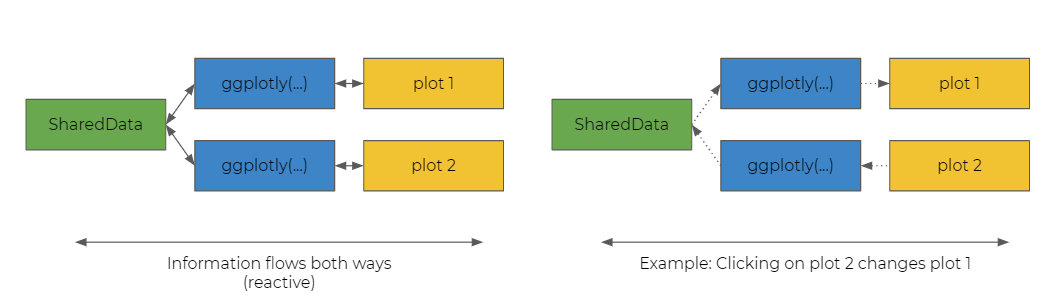 ggplotly(...)
plot 1
SharedData
ggplotly(...)
plot 2
Information flows both ways
(reactive)
ggplotly(...)
plot 1
SharedData
ggplotly(...)
plot 2
Example: Clicking on plot 2 changes plot 1